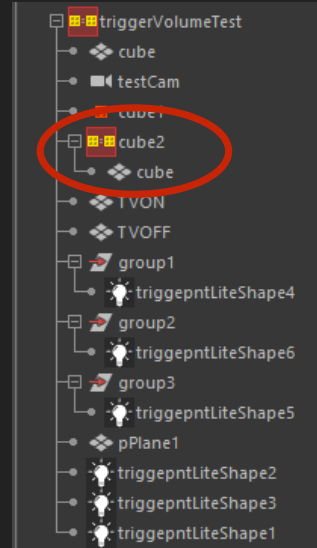 triggerVolumeTest
cube
testCam
cube1
cube2
cube
TVON
TVOFF
group1
triggepntLiteShape4
group2
triggepntLiteShape6
group3
triggepntLiteShape5
pPlane1
triggepntLiteShape2
triggepntLiteShape3
triggepntLiteShape1